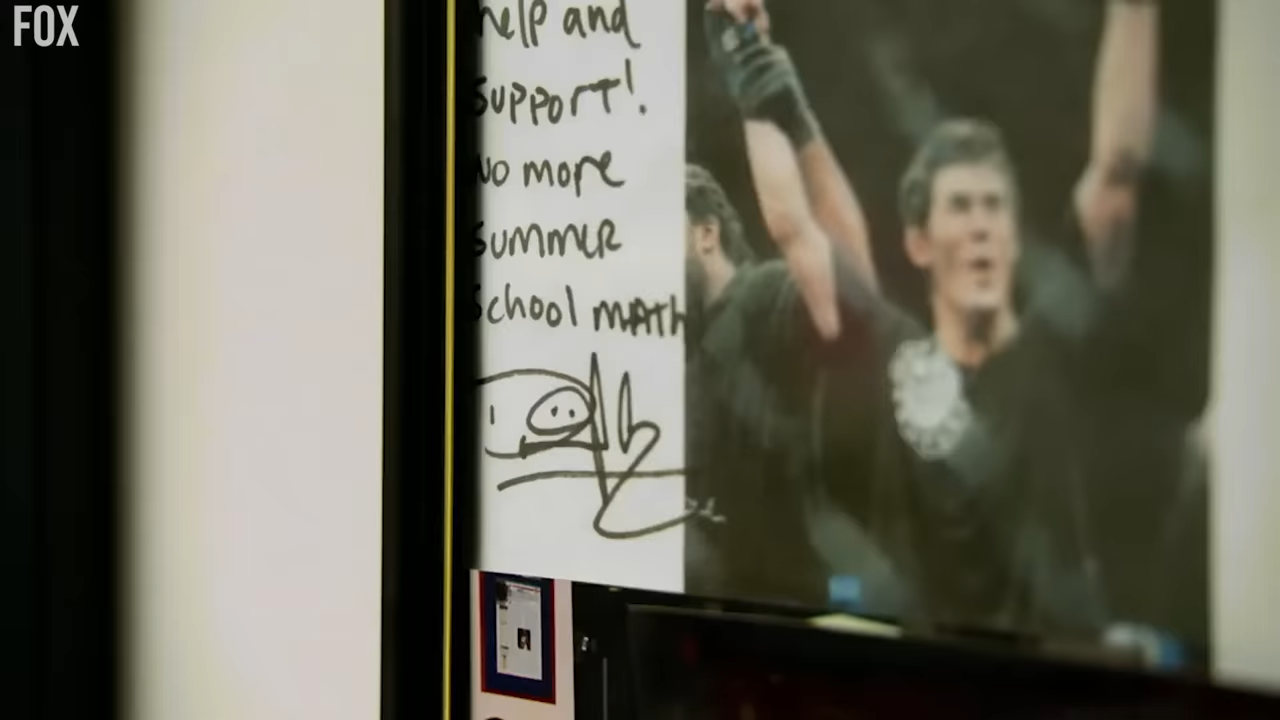 FOX
help and
support!
No more
summer
school MATH